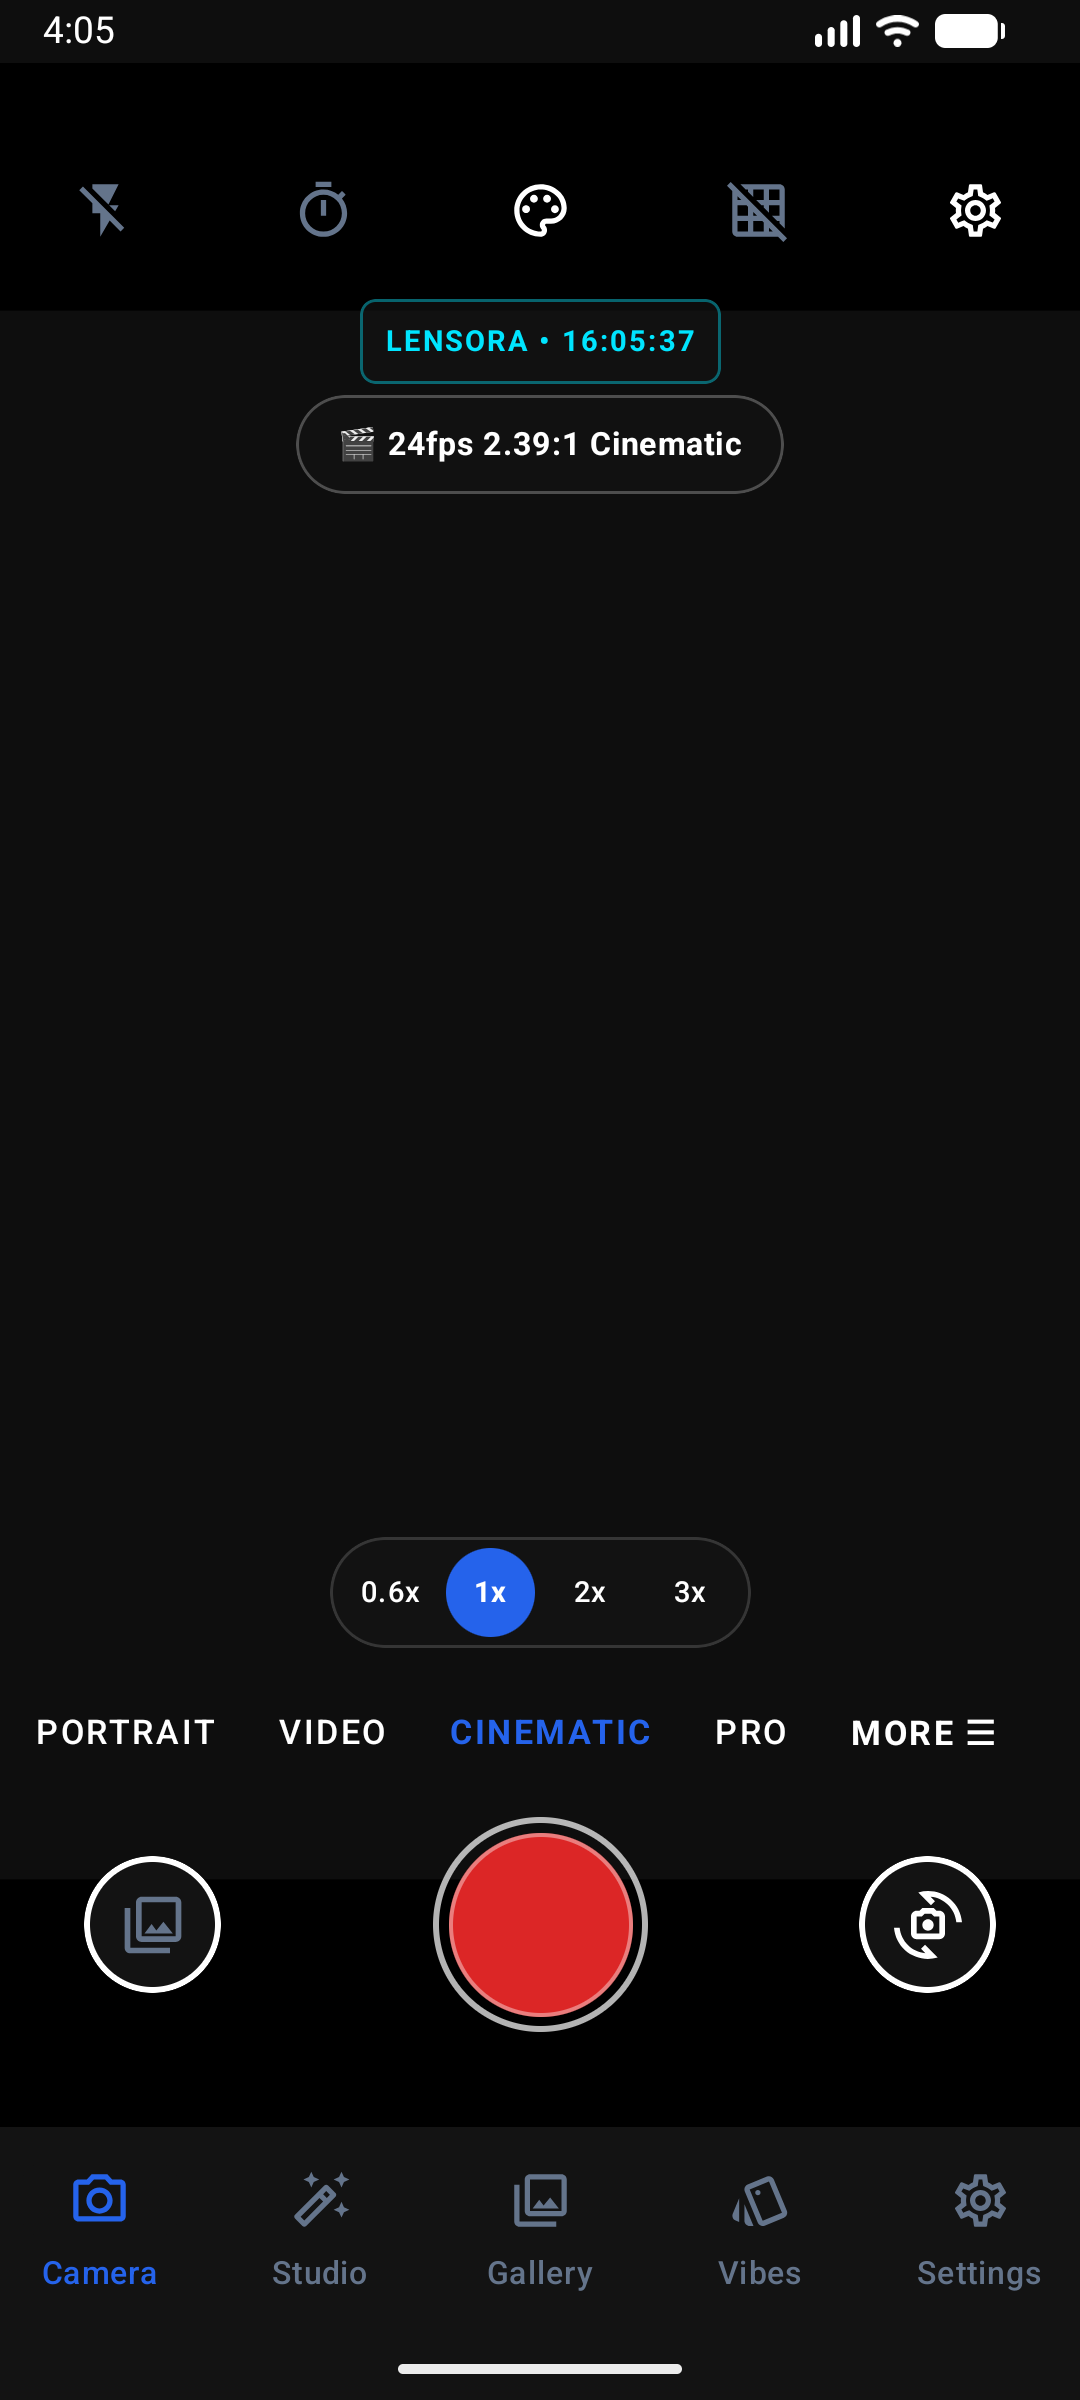 4:05
LENSORA • 16:05:37
🎬 24fps 2.39:1 Cinematic
0.6x 1x 2x 3x
PORTRAIT VIDEO CINEMATIC PRO MORE ☰
Camera Studio Gallery Vibes Settings